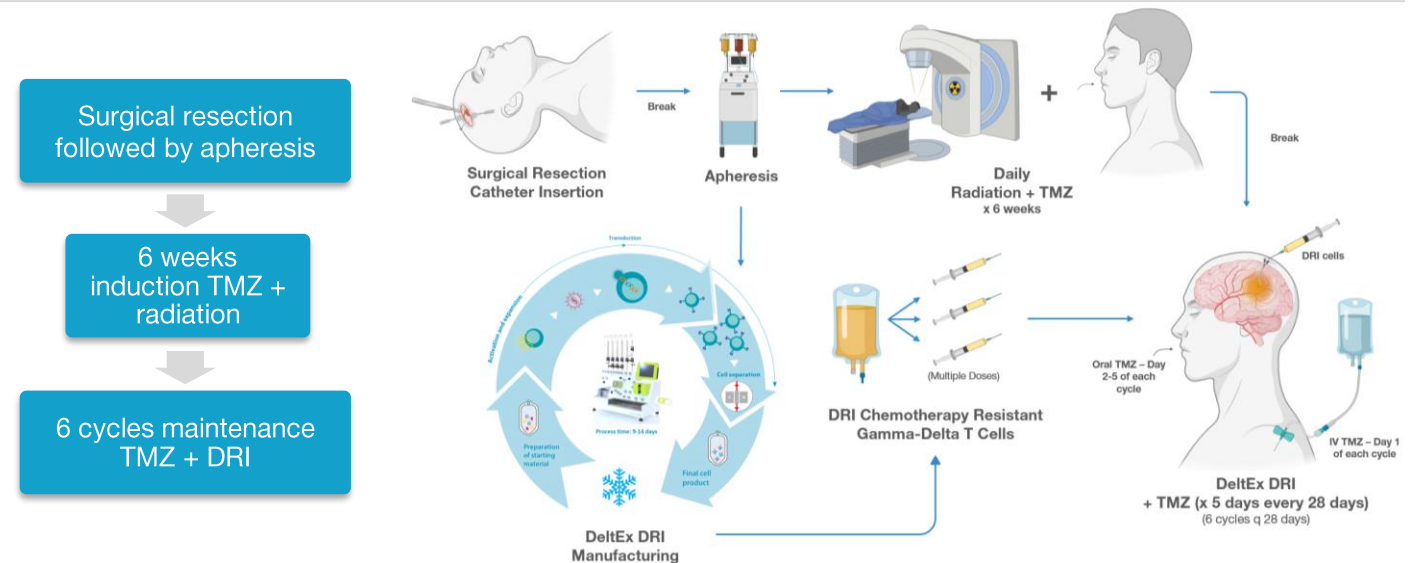 Surgical resection
followed by apheresis
6 weeks
induction TMZ +
radiation
6 cycles maintenance
TMZ + DRI
Surgical Resection
Catheter Insertion
Break
Apheresis
+
Daily
Radiation + TMZ
x 6 weeks
Break
Transduction
Activation and expansion
Cell separation
Process time: 9-14 days
Preparation
of starting
material
Final cell
product
DeltEx DRI
Manufacturing
(Multiple Doses)
DRI Chemotherapy Resistant
Gamma-Delta T Cells
DRI cells
Oral TMZ – Day
2-5 of each
cycle
IV TMZ – Day 1
of each cycle
DeltEx DRI
+ TMZ (x 5 days every 28 days)
(6 cycles q 28 days)